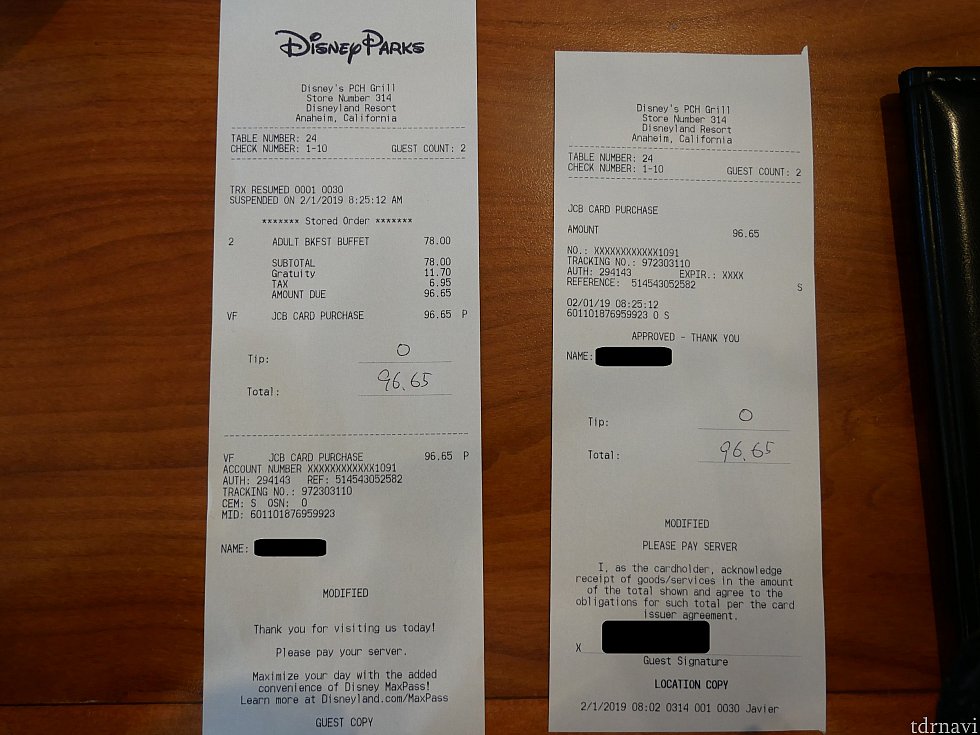 Disney Parks
Disney's PCH Grill
Store Number 314
Disneyland Resort
Anaheim, California
TABLE NUMBER: 24
CHECK NUMBER: 1-10 GUEST COUNT: 2
TRX RESUMED 0001 0030
SUSPENDED ON 2/1/2019 8:25:12 AM
******* Stored Order *******
2 ADULT BKFST BUFFET 78.00
SUBTOTAL 78.00
Gratuity 11.70
TAX 6.95
AMOUNT DUE 96.65
VF JCB CARD PURCHASE 96.65 P
Tip: 0
Total: 96.65
VF JCB CARD PURCHASE 96.65 P
ACCOUNT NUMBER XXXXXXXXXXXX1091
AUTH: 294143 REF: 514543052582
TRACKING NO.: 972303110
CEM: S OSN: 0
MID: 601101876959923
NAME:
MODIFIED
Thank you for visiting us today!
Please pay your server.
Maximize your day with the added
convenience of Disney MaxPass!
Learn more at Disneyland.com/MaxPass
GUEST COPY
Disney's PCH Grill
Store Number 314
Disneyland Resort
Anaheim, California
TABLE NUMBER: 24
CHECK NUMBER: 1-10 GUEST COUNT: 2
JCB CARD PURCHASE
AMOUNT 96.65
NO.: XXXXXXXXXXXX1091
TRACKING NO.: 972303110
AUTH: 294143 EXPIR.: XXXX
REFERENCE: 514543052582 S
02/01/19 08:25:12
601101876959923 0 S
APPROVED - THANK YOU
NAME:
Tip: 0
Total: 96.65
MODIFIED
PLEASE PAY SERVER
I, as the cardholder, acknowledge
receipt of goods/services in the amount
of the total shown and agree to the
obligations for such total per the card
issuer agreement.
X
Guest Signature
LOCATION COPY
2/1/2019 08:02 0314 001 0030 Javier
tdrnavi